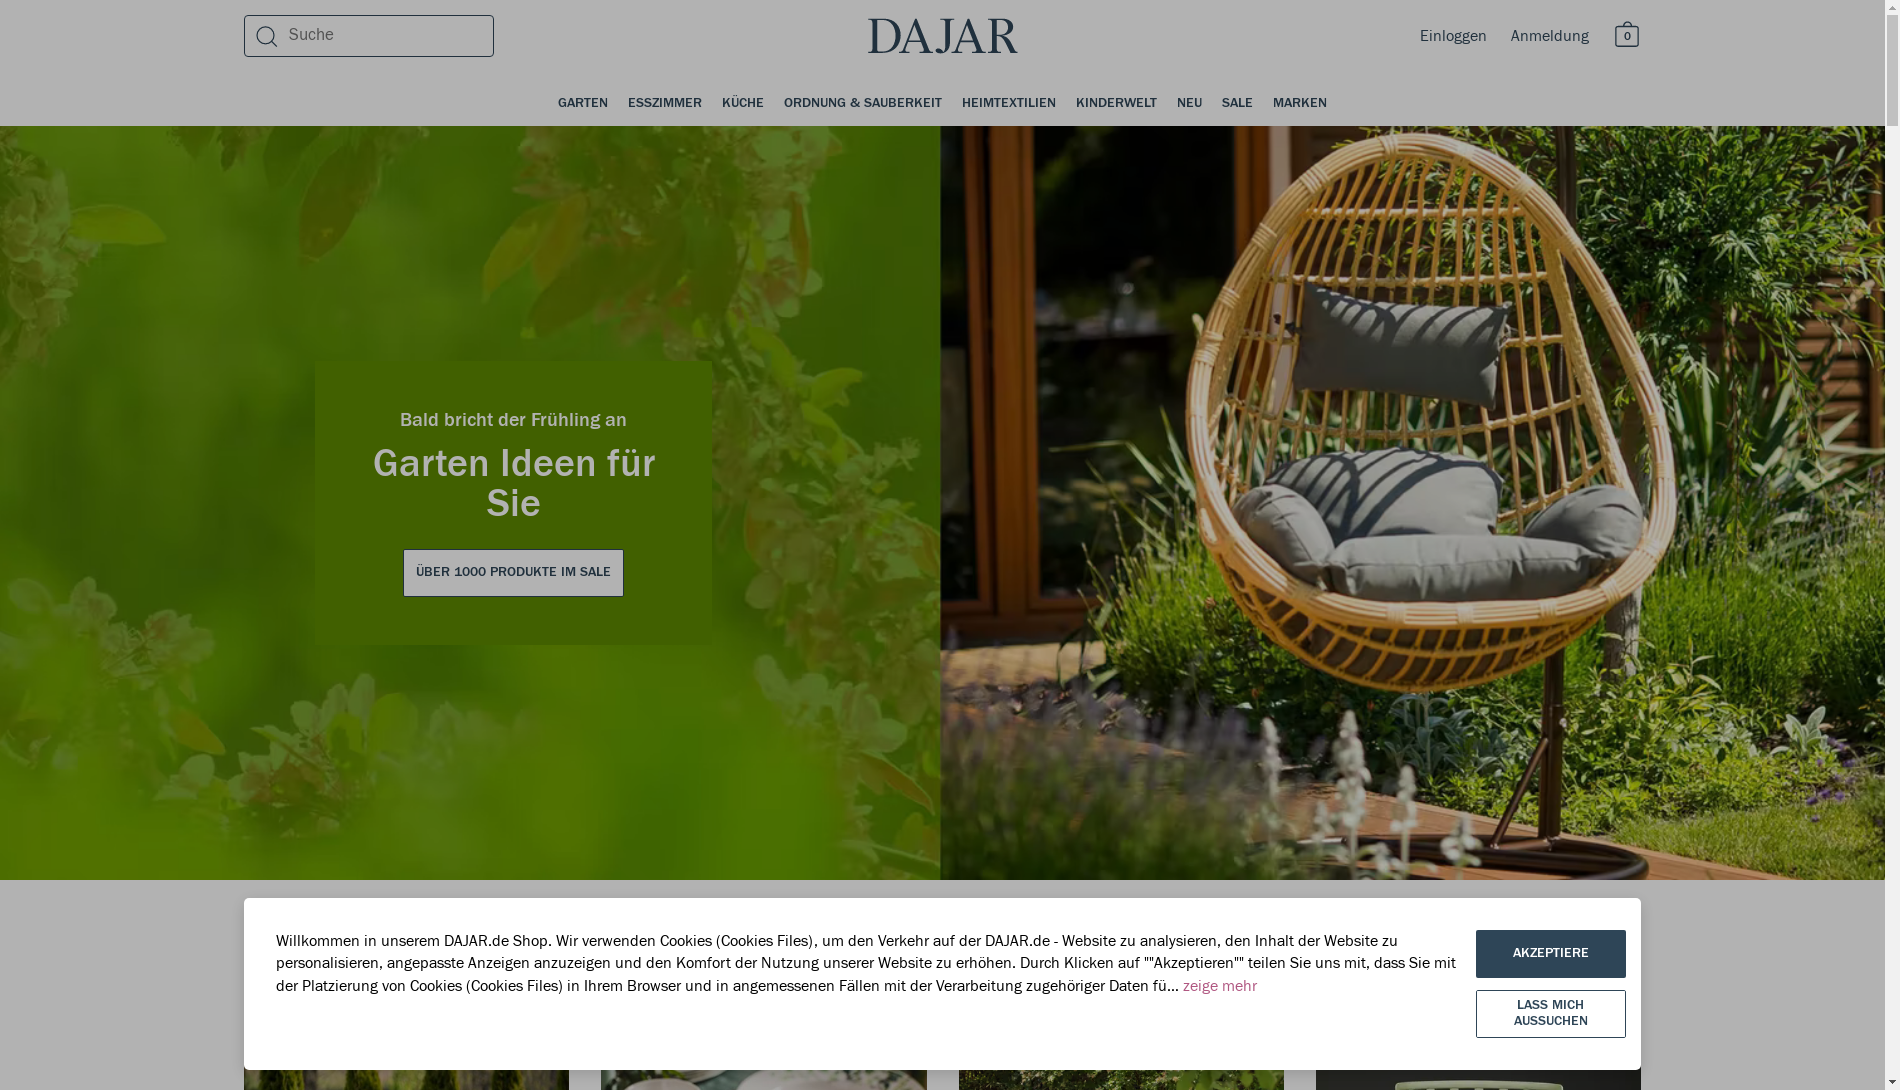 Suche
DAJAR
Einloggen
Anmeldung
0
GARTEN ESSZIMMER KÜCHE ORDNUNG & SAUBERKEIT HEIMTEXTILIEN KINDERWELT NEU SALE MARKEN
Bald bricht der Frühling an
Garten Ideen für
Sie
ÜBER 1000 PRODUKTE IM SALE
Willkommen in unserem DAJAR.de Shop. Wir verwenden Cookies (Cookies Files), um den Verkehr auf der DAJAR.de - Website zu analysieren, den Inhalt der Website zu
personalisieren, angepasste Anzeigen anzuzeigen und den Komfort der Nutzung unserer Website zu erhöhen. Durch Klicken auf ""Akzeptieren"" teilen Sie uns mit, dass Sie mit
der Platzierung von Cookies (Cookies Files) in Ihrem Browser und in angemessenen Fällen mit der Verarbeitung zugehöriger Daten fü... zeige mehr
AKZEPTIERE
LASS MICH
AUSSUCHEN